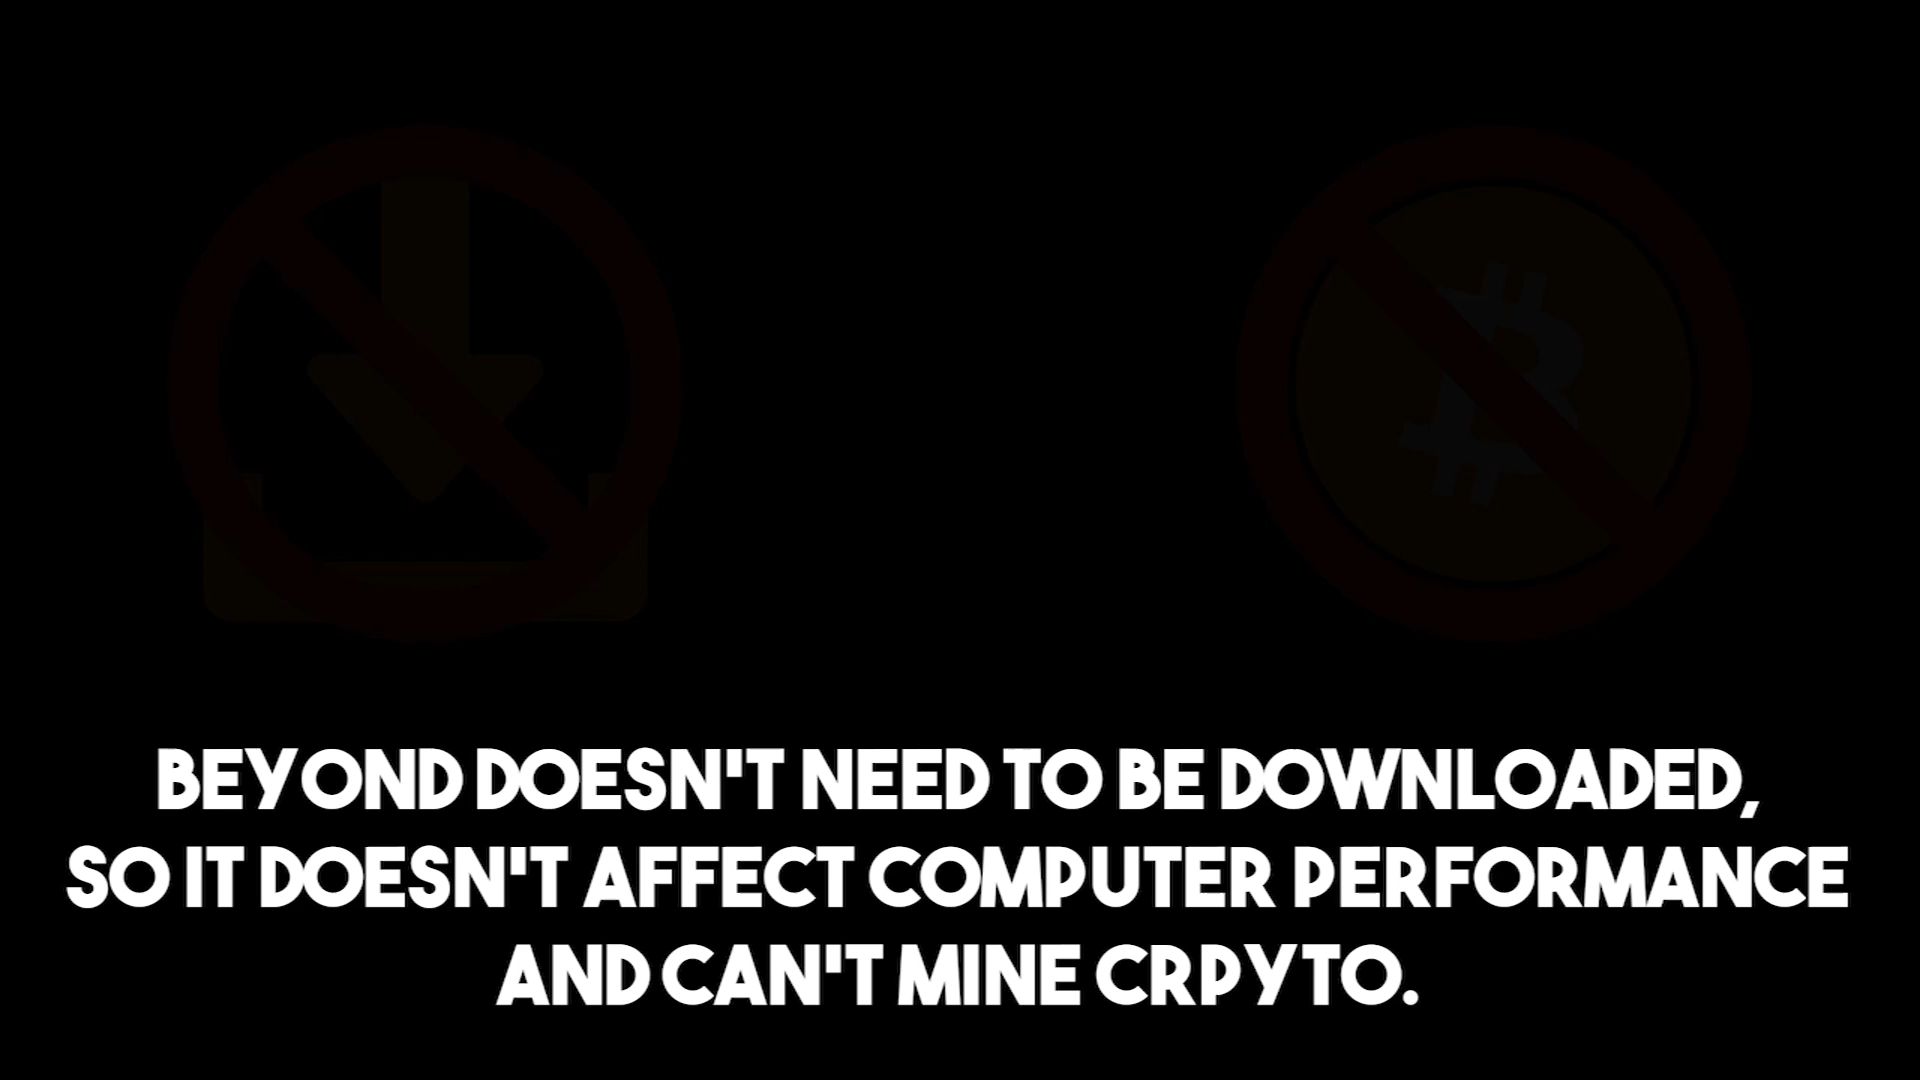 BEYOND DOESN'T NEED TO BE DOWNLOADED,
SO IT DOESN'T AFFECT COMPUTER PERFORMANCE
AND CAN'T MINE CRPYTO.